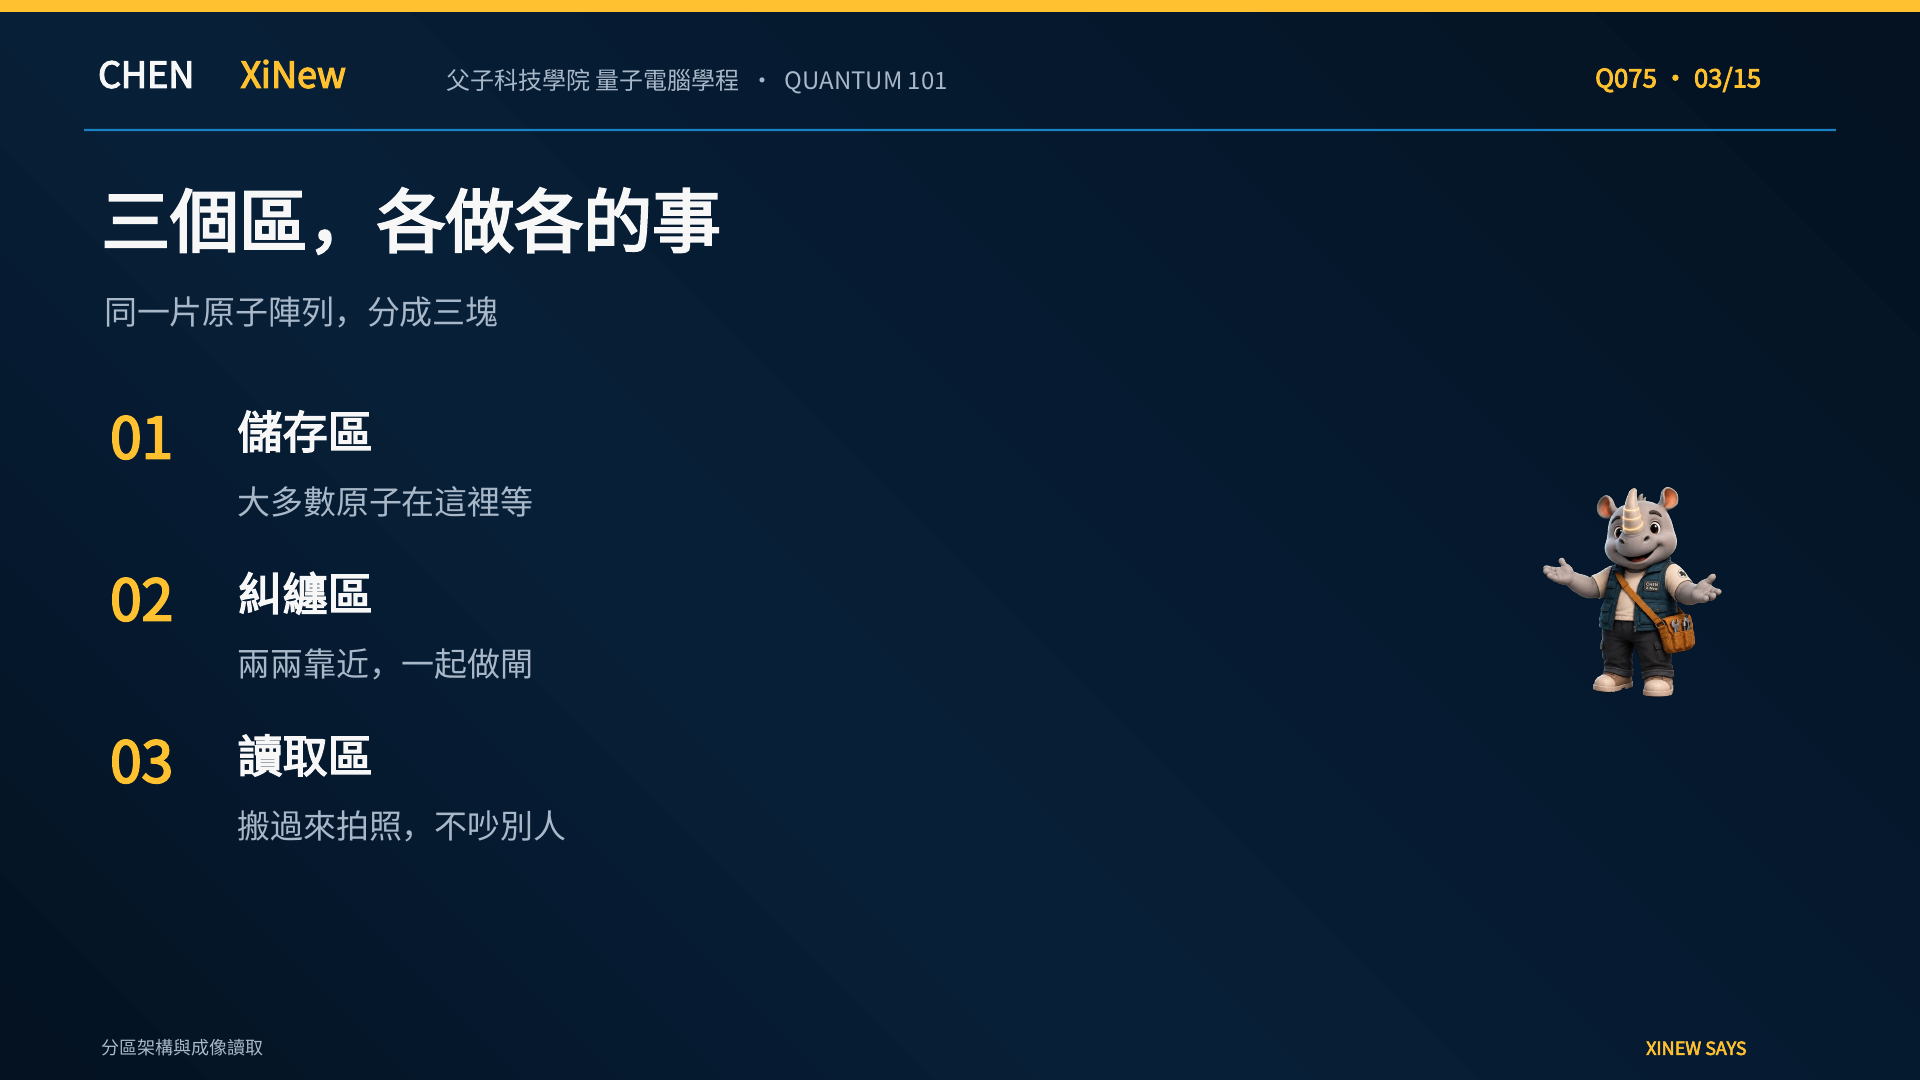 CHEN XiNew 父子科技學院 量子電腦學程 · QUANTUM 101 Q075 · 03/15
三個區，各做各的事
同一片原子陣列，分成三塊
01 儲存區
大多數原子在這裡等
02 糾纏區
兩兩靠近，一起做閘
03 讀取區
搬過來拍照，不吵別人
分區架構與成像讀取 XINEW SAYS